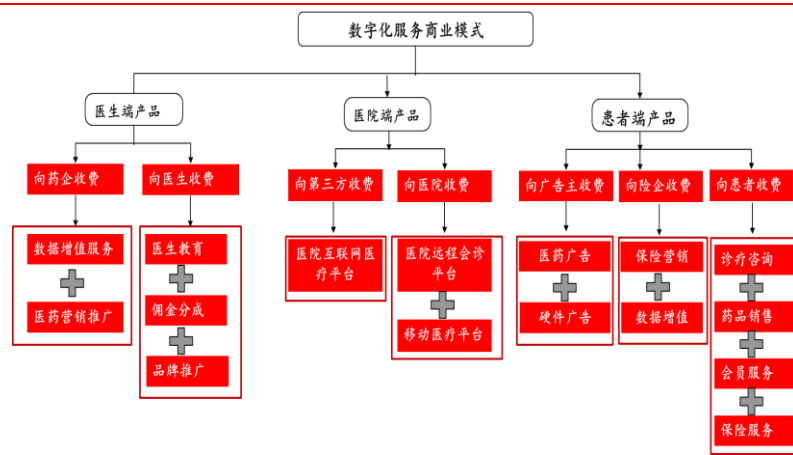 数字化服务商业模式
医生端产品
医院端产品
患者端产品
向药企收费
向医生收费
向第三方收费
向医院收费
向广告主收费
向险企收费
向患者收费
数据增值服务
医药营销推广
医生教育
佣金分成
品牌推广
医院互联网医
疗平台
医院远程会诊
平台
移动医疗平台
医药广告
硬件广告
保险营销
数据增值
诊疗咨询
药品销售
会员服务
保险服务